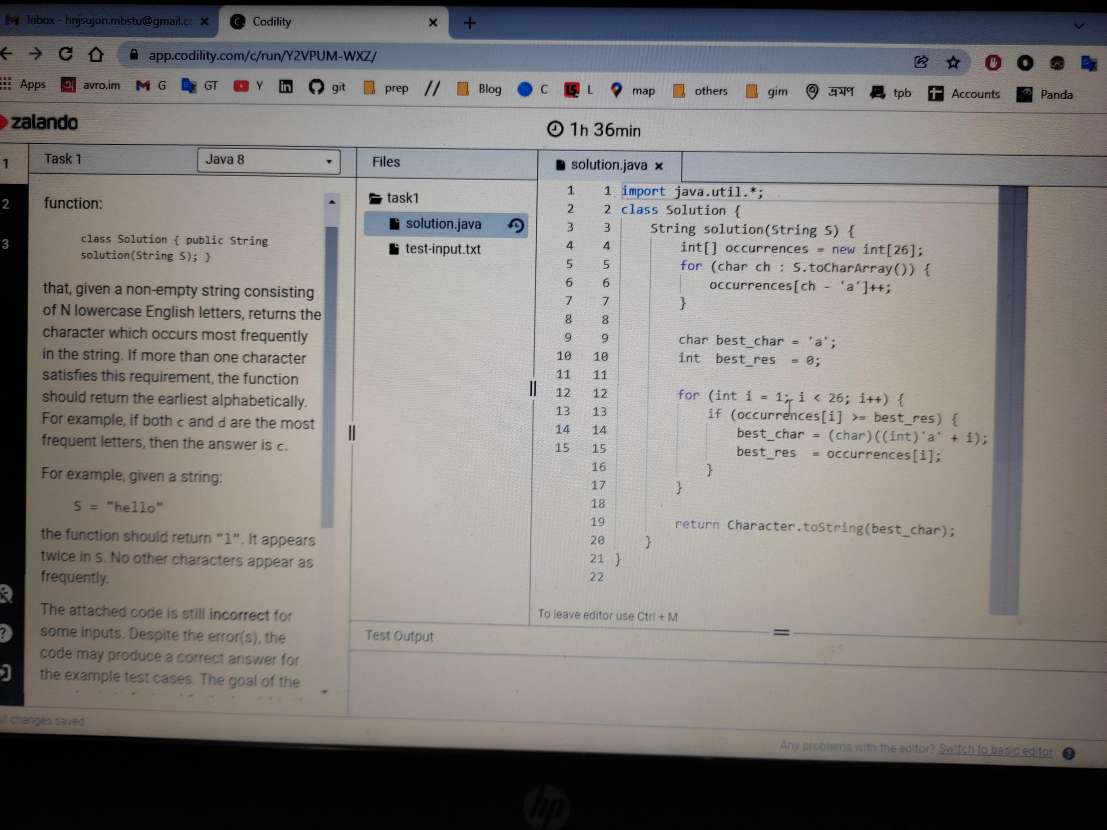 Inbox - hnjsujon.mbstu@gmail.c
Codility
app.codility.com/c/run/Y2VPUM-WXZ/
Apps avro.im G GT Y git prep // Blog C L map others gim ভ্রমণ tpb Accounts Panda
zalando
1h 36min
1
2
3
Task 1
Java 8
function:
class Solution { public String
solution(String S); }
that, given a non-empty string consisting
of N lowercase English letters, returns the
character which occurs most frequently
in the string. If more than one character
satisfies this requirement, the function
should return the earliest alphabetically.
For example, if both c and d are the most
frequent letters, then the answer is c.
For example, given a string:
S = "hello"
the function should return "l". It appears
twice in S. No other characters appear as
frequently.
The attached code is still incorrect for
some inputs. Despite the error(s), the
code may produce a correct answer for
the example test cases. The goal of the
Files
task1
solution.java
test-input.txt
solution.java
1 1 import java.util.*;
2 2 class Solution {
3 3 String solution(String S) {
4 4 int[] occurrences = new int[26];
5 5 for (char ch : S.toCharArray()) {
6 6 occurrences[ch - 'a']++;
7 7 }
8 8
9 9 char best_char = 'a';
10 10 int best_res = 0;
11 11
12 12 for (int i = 1; i < 26; i++) {
13 13 if (occurrences[i] >= best_res) {
14 14 best_char = (char)((int)'a' + i);
15 15 best_res = occurrences[i];
16 }
17 }
18
19 return Character.toString(best_char);
20 }
21 }
22
To leave editor use Ctrl + M
Test Output
changes saved
Any problems with the editor? Switch to basic editor
hp